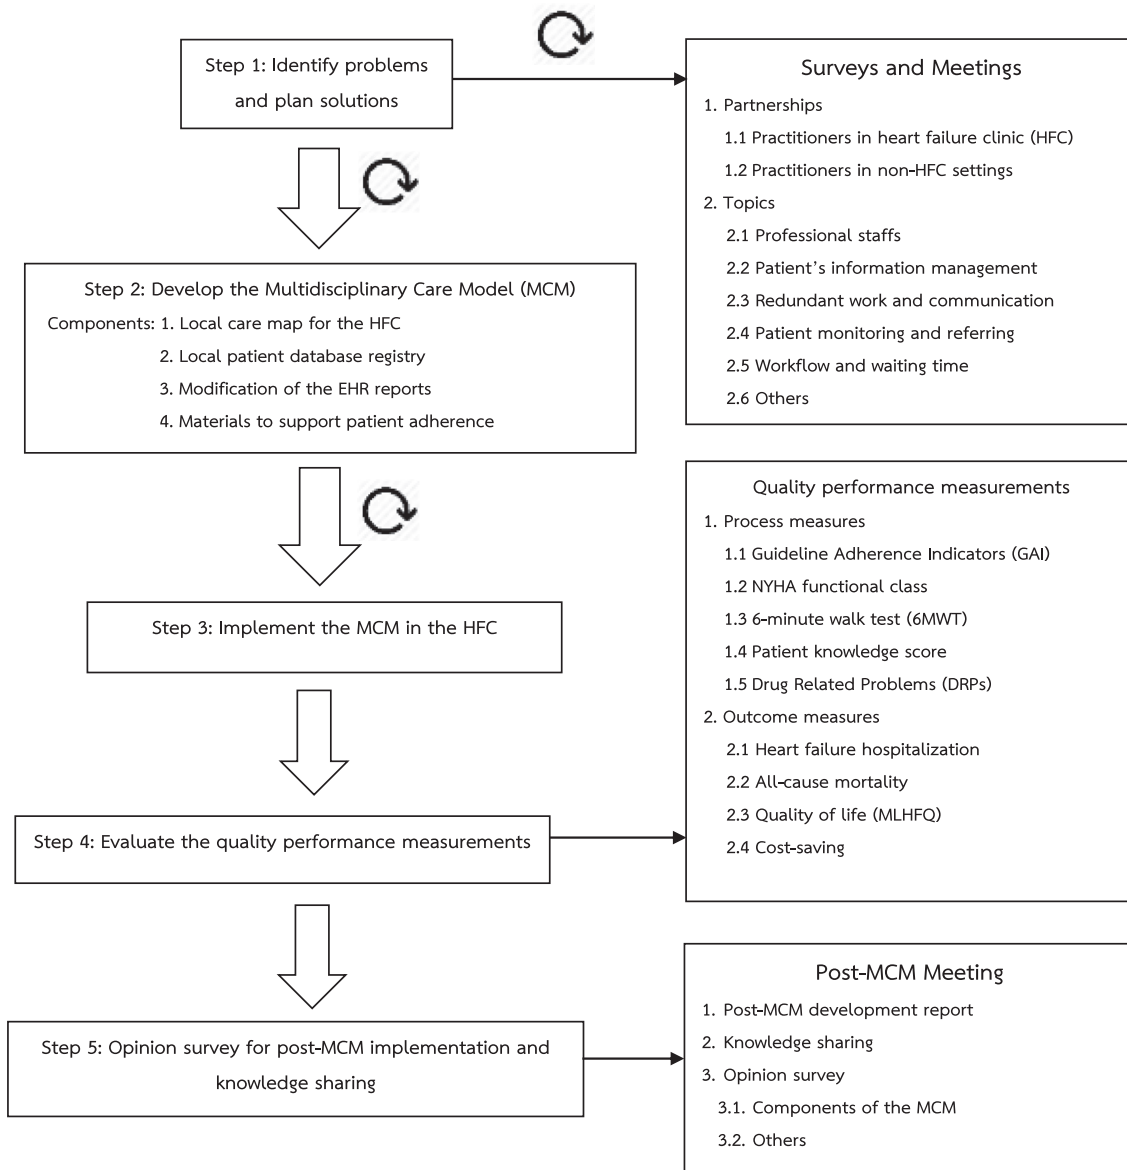 Step 1: Identify problems
and plan solutions
Surveys and Meetings
1. Partnerships
1.1 Practitioners in heart failure clinic (HFC)
1.2 Practitioners in non-HFC settings
2. Topics
2.1 Professional staffs
2.2 Patient's information management
2.3 Redundant work and communication
2.4 Patient monitoring and referring
2.5 Workflow and waiting time
2.6 Others
Step 2: Develop the Multidisciplinary Care Model (MCM)
Components: 1. Local care map for the HFC
2. Local patient database registry
3. Modification of the EHR reports
4. Materials to support patient adherence
Step 3: Implement the MCM in the HFC
Step 4: Evaluate the quality performance measurements
Quality performance measurements
1. Process measures
1.1 Guideline Adherence Indicators (GAI)
1.2 NYHA functional class
1.3 6-minute walk test (6MWT)
1.4 Patient knowledge score
1.5 Drug Related Problems (DRPs)
2. Outcome measures
2.1 Heart failure hospitalization
2.2 All-cause mortality
2.3 Quality of life (MLHFQ)
2.4 Cost-saving
Step 5: Opinion survey for post-MCM implementation and
knowledge sharing
Post-MCM Meeting
1. Post-MCM development report
2. Knowledge sharing
3. Opinion survey
3.1. Components of the MCM
3.2. Others